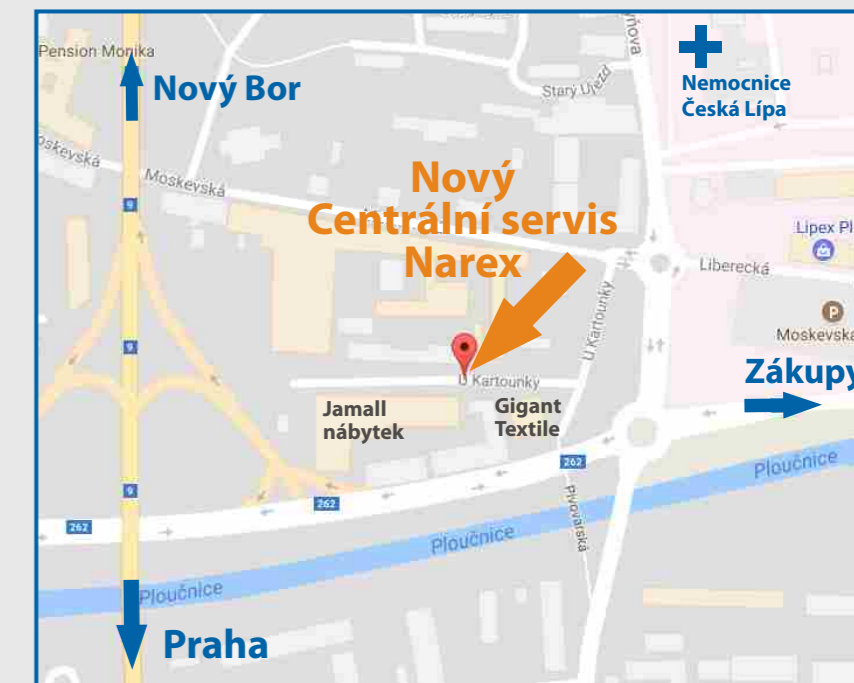 Pension Monika
Nový Bor
Starý Újezd
Nemocnice
Česká Lípa
Moskevská
9
Nový
Centrální servis
Narex
Lipex Pl
Liberecká
U Kartounky
P
Moskevská
9
U Kartounky
Zákupy
Jamall
nábytek
Gigant
Textile
262
Ploučnice
9
262
262
Pivovarská
Ploučnice
Ploučnice
Praha